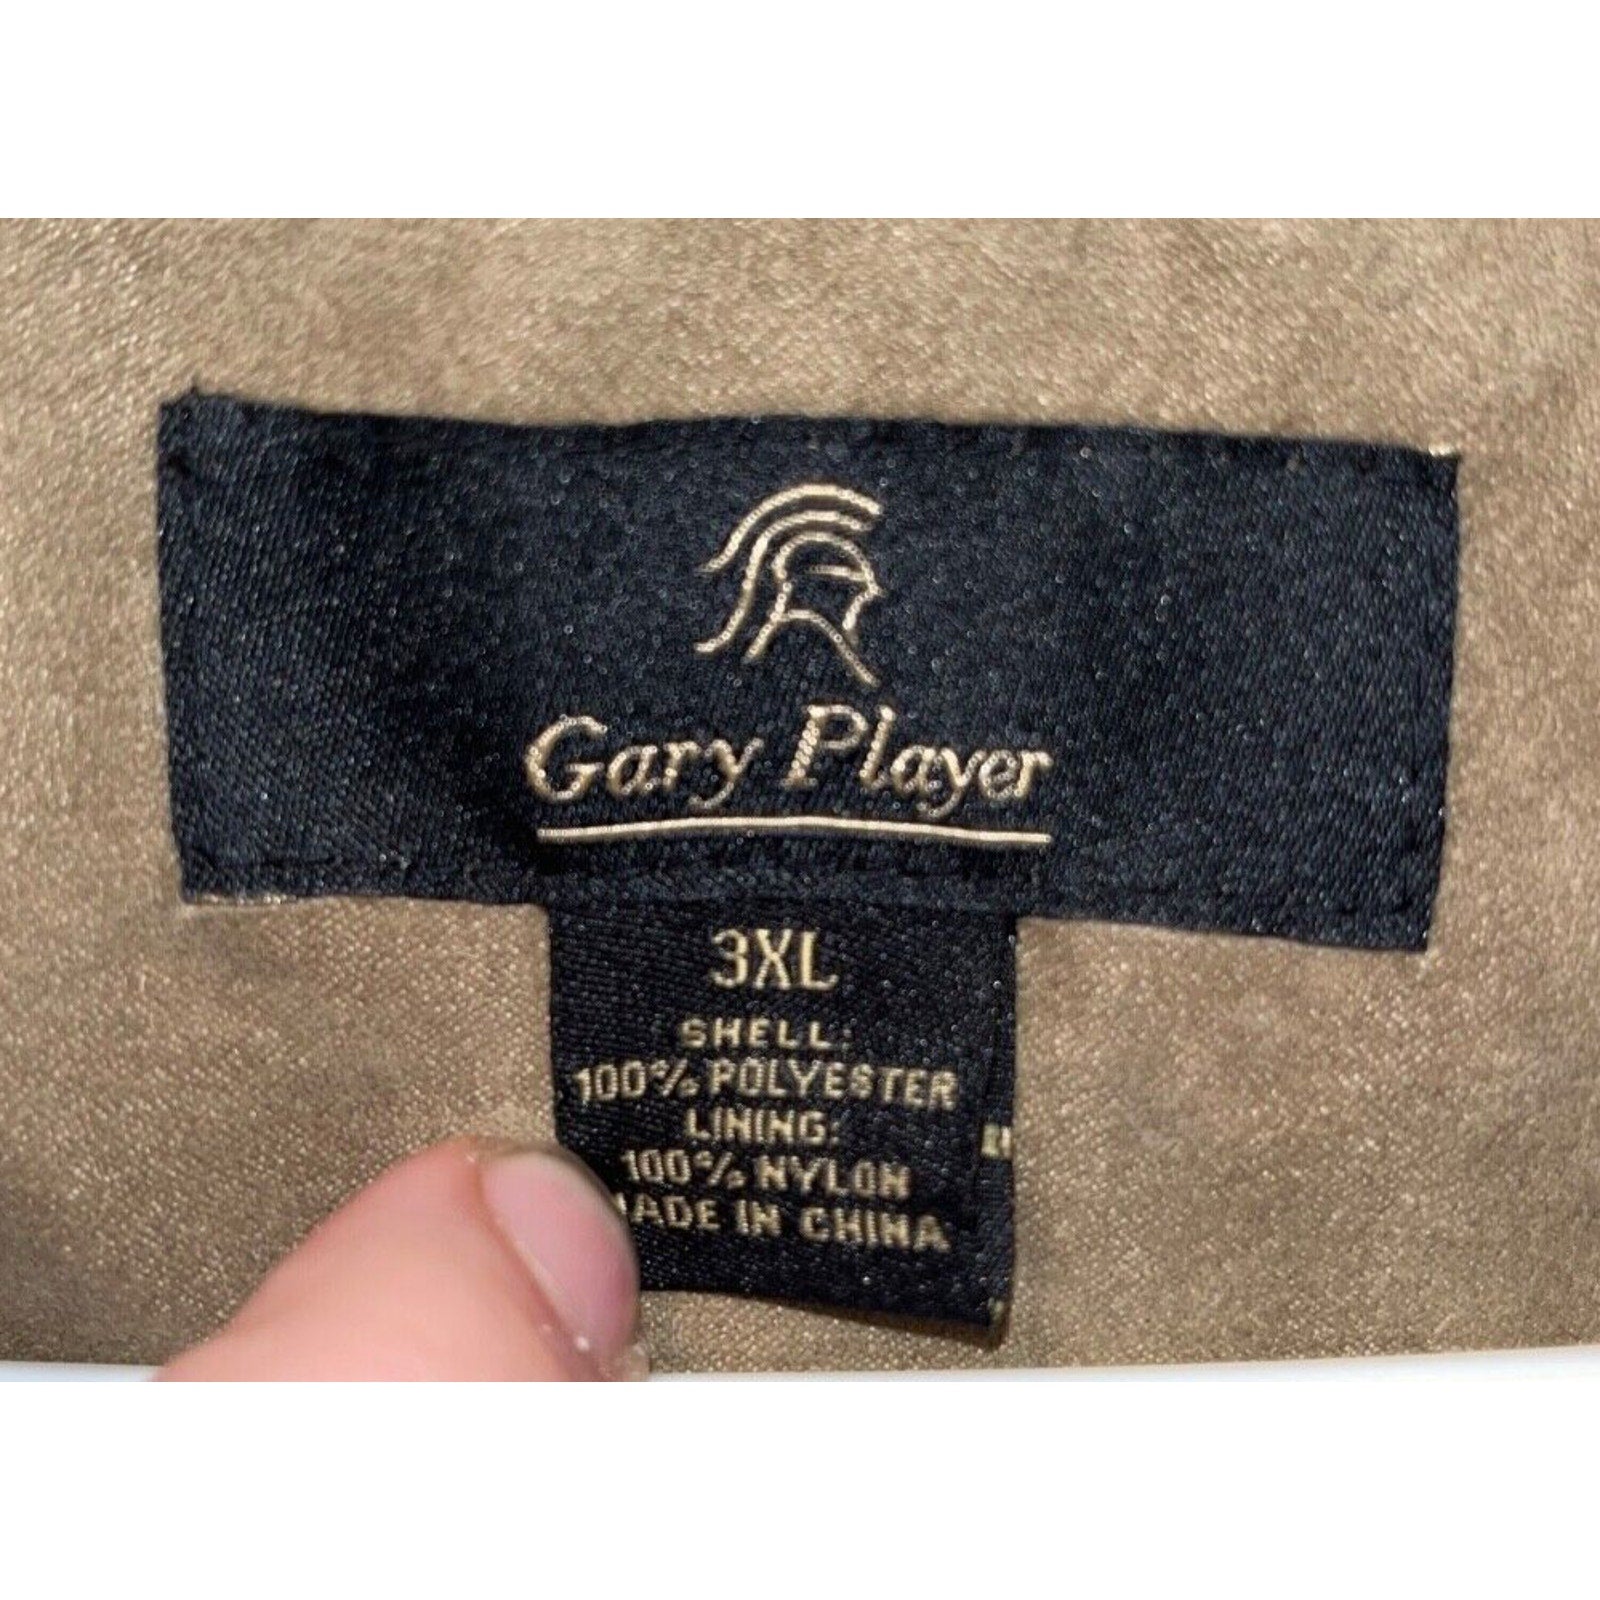 Gary Player
3XL
SHELL:
100% POLYESTER
LINING:
100% NYLON
MADE IN CHINA